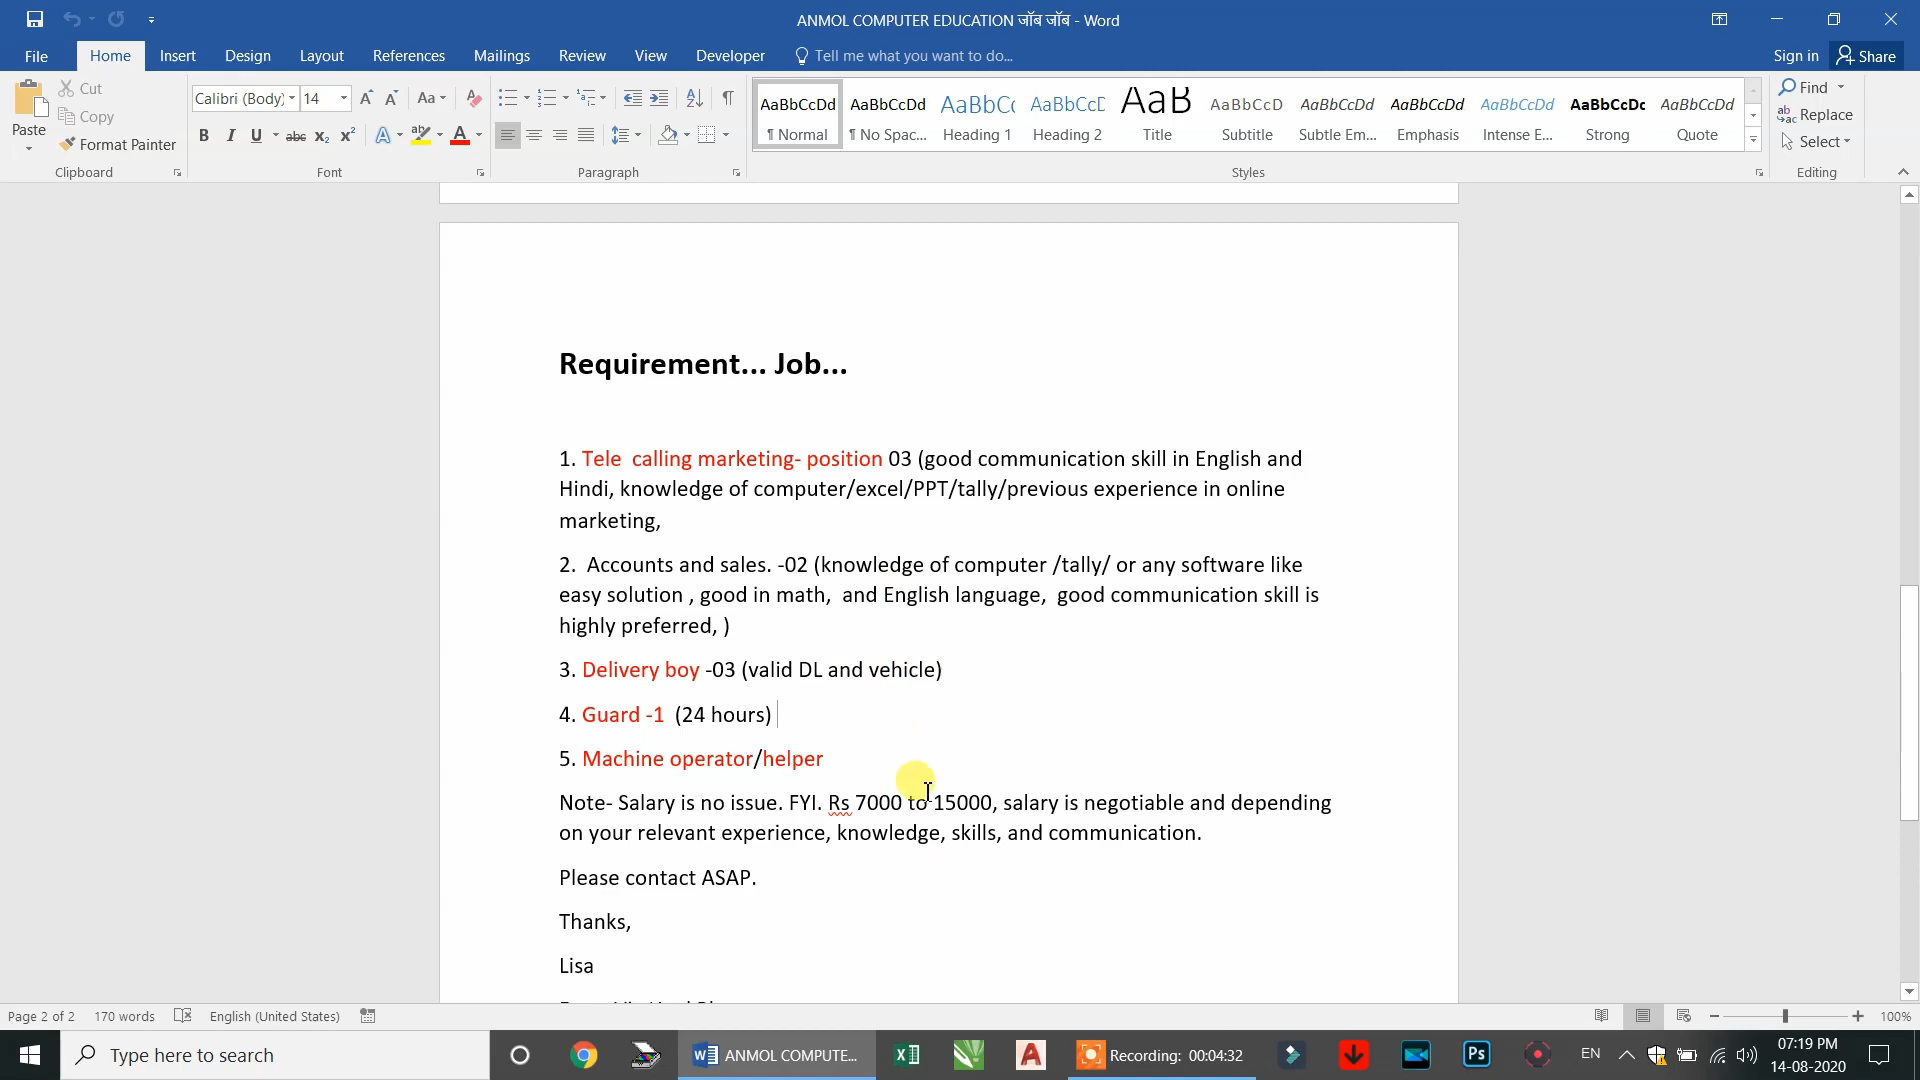 ANMOL COMPUTER EDUCATION जॉब जॉब - Word
File Home Insert Design Layout References Mailings Review View Developer Tell me what you want to do... Sign in Share
Paste
Cut
Copy
Format Painter
Clipboard
Calibri (Body) 14
Font
Paragraph
AaBbCcDd AaBbCcDd AaBbCc AaBbCcC AaB AaBbCcD AaBbCcDd AaBbCcDd AaBbCcDd AaBbCcDc AaBbCcDd
¶ Normal ¶ No Spac... Heading 1 Heading 2 Title Subtitle Subtle Em... Emphasis Intense E... Strong Quote
Styles
Find
Replace
Select
Editing
Requirement... Job...
1. Tele  calling marketing- position 03 (good communication skill in English and
Hindi, knowledge of computer/excel/PPT/tally/previous experience in online
marketing,
2.  Accounts and sales. -02 (knowledge of computer /tally/ or any software like
easy solution , good in math,  and English language,  good communication skill is
highly preferred, )
3. Delivery boy -03 (valid DL and vehicle)
4. Guard -1  (24 hours)
5. Machine operator/helper
Note- Salary is no issue. FYI. Rs 7000 to 15000, salary is negotiable and depending
on your relevant experience, knowledge, skills, and communication.
Please contact ASAP.
Thanks,
Lisa
Page 2 of 2 170 words English (United States) 100%
Type here to search
ANMOL COMPUTE...
Recording: 00:04:32
Ps
EN
07:19 PM
14-08-2020